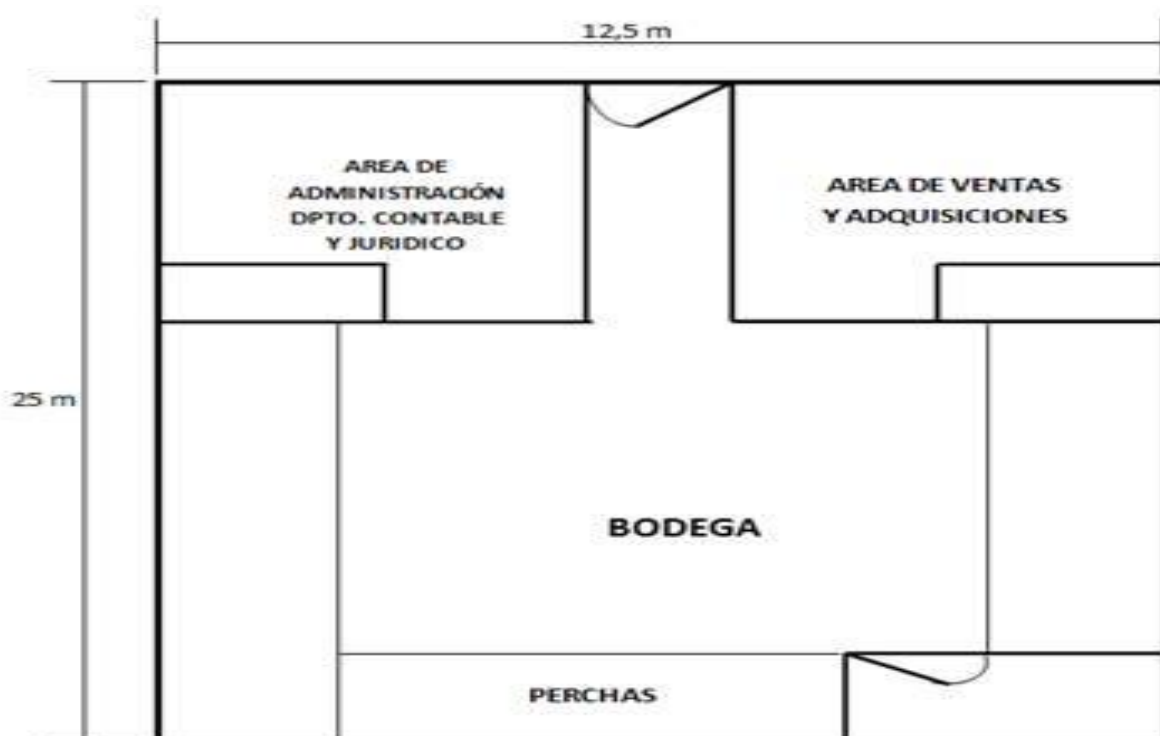 12,5 m
AREA DE
ADMINISTRACIÓN
DPTO. CONTABLE
Y JURIDICO
AREA DE VENTAS
Y ADQUISICIONES
25 m
BODEGA
PERCHAS